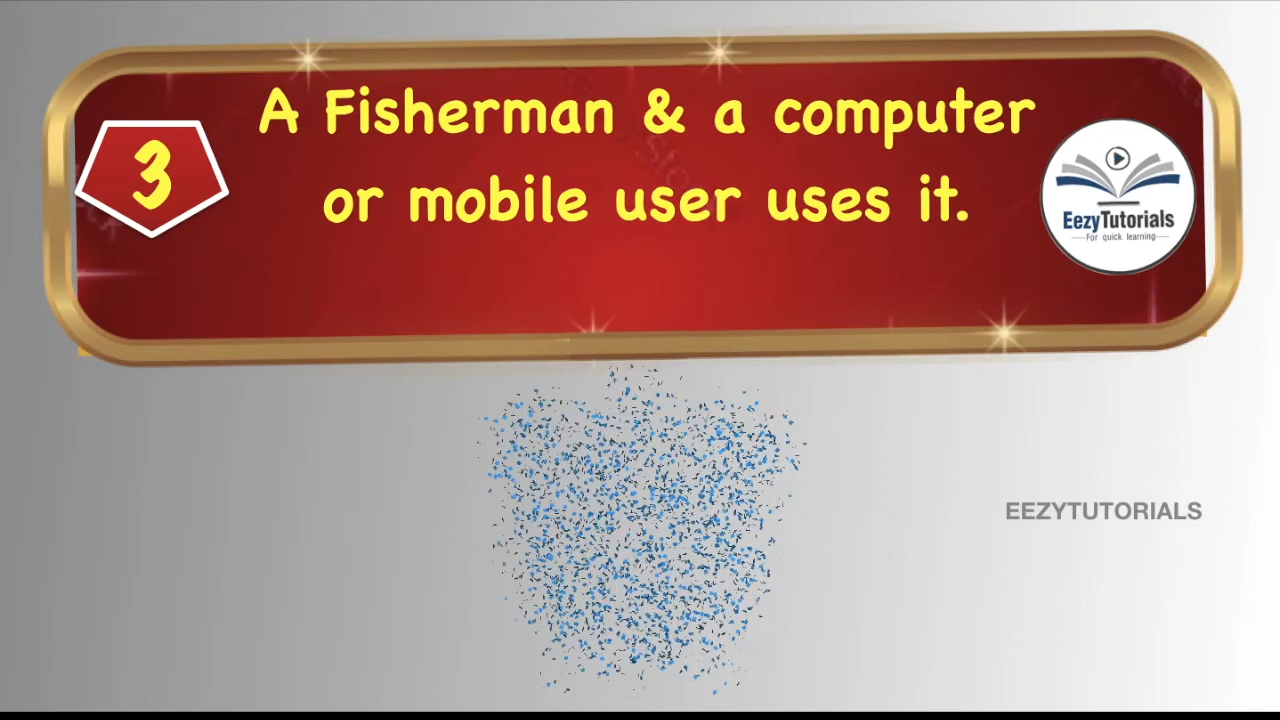 A Fisherman & a computer
or mobile user uses it.
3
EezyTutorials
For quick learning
EEZYTUTORIALS